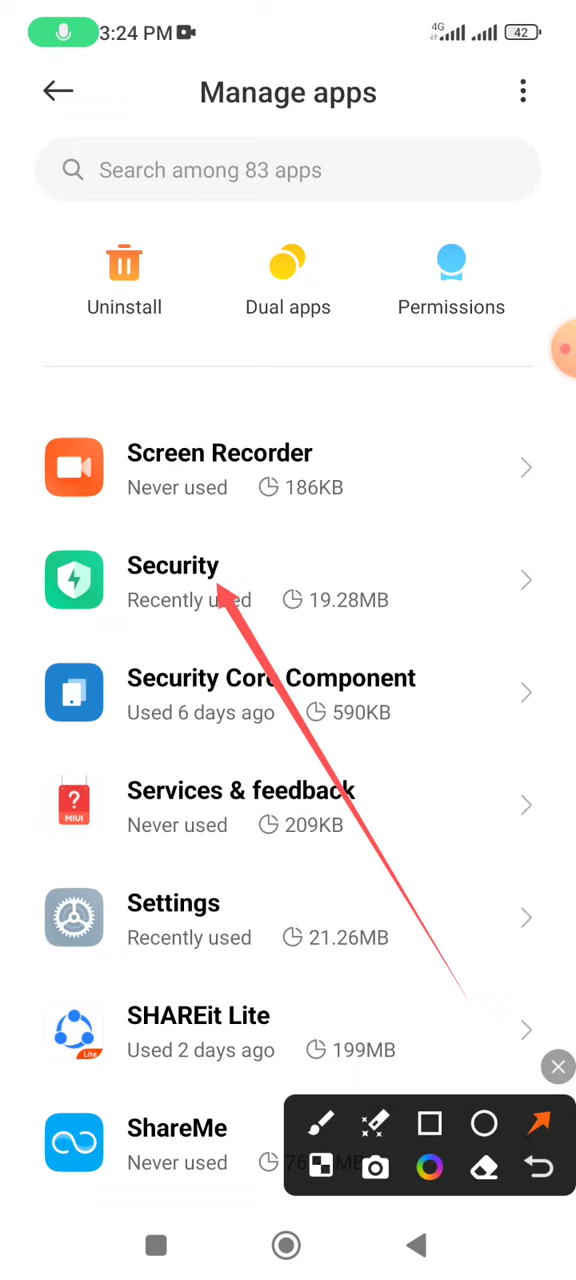 3:24 PM 4G 42
Manage apps
Search among 83 apps
Uninstall Dual apps Permissions
Screen Recorder
Never used 186KB
Security
Recently used 19.28MB
Security Core Component
Used 6 days ago 590KB
Services & feedback
Never used 209KB
MIUI
Settings
Recently used 21.26MB
SHAREit Lite
Used 2 days ago 199MB
Lite
ShareMe
Never used